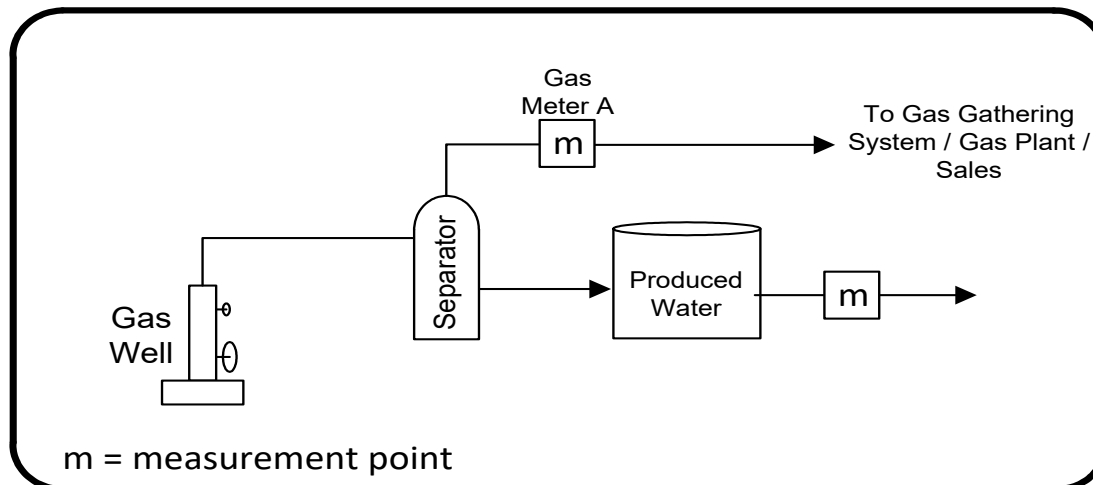 Gas
Meter A
m
To Gas Gathering
System / Gas Plant /
Sales
Separator
Produced
Water
m
Gas
Well
m = measurement point